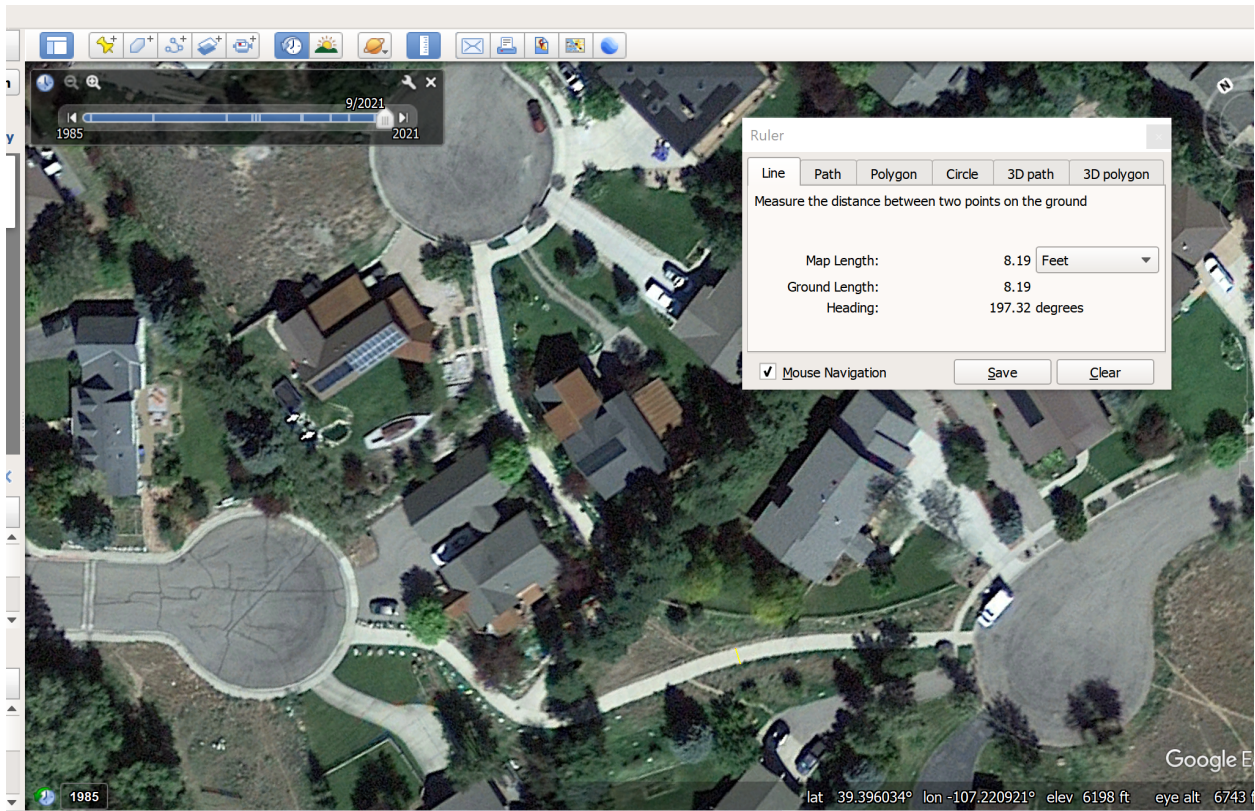 9/2021
1985
2021
Ruler
Line
Path
Polygon
Circle
3D path
3D polygon
Measure the distance between two points on the ground
Map Length:
8.19
Feet
Ground Length:
8.19
Heading:
197.32 degrees
Mouse Navigation
Save
Clear
N
y
Google E
1985
lat 39.396034° lon -107.220921° elev 6198 ft eye alt 6743 f